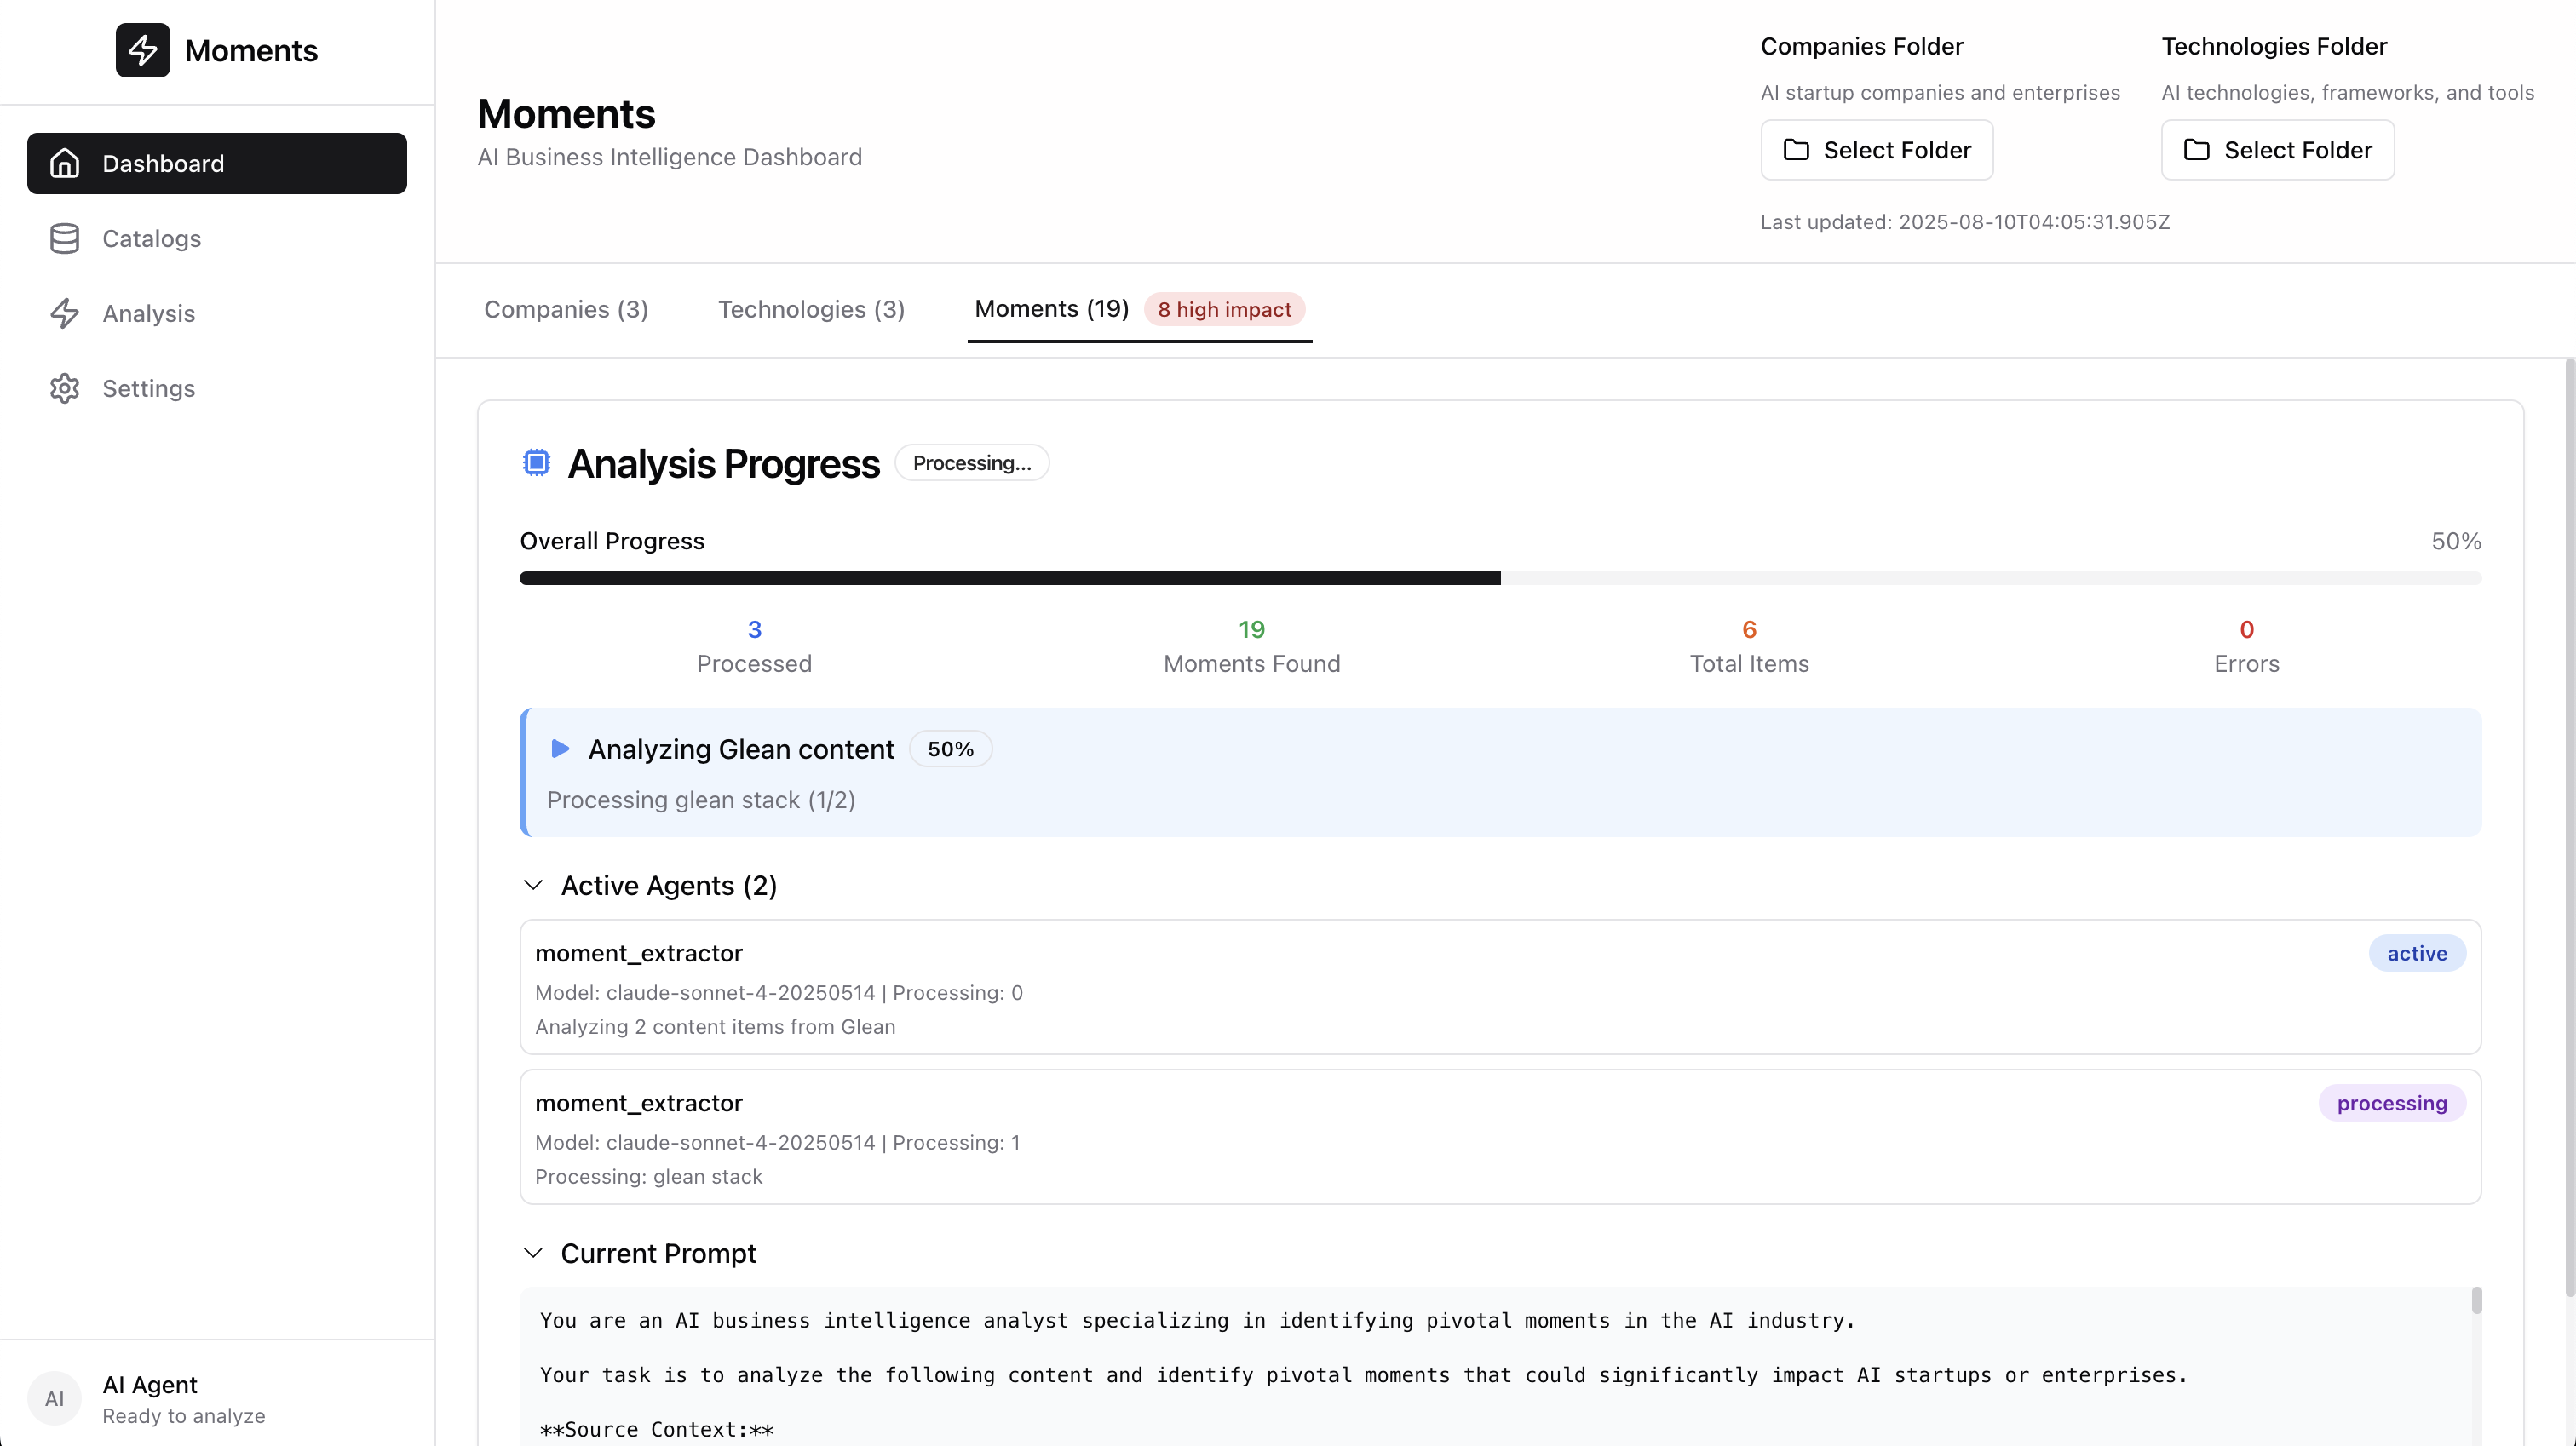 Moments
Dashboard
Catalogs
Analysis
Settings
AI
AI Agent
Ready to analyze
Moments
AI Business Intelligence Dashboard
Companies Folder
AI startup companies and enterprises
Select Folder
Technologies Folder
AI technologies, frameworks, and tools
Select Folder
Last updated: 2025-08-10T04:05:31.905Z
Companies (3)
Technologies (3)
Moments (19)
8 high impact
Analysis Progress
Processing...
Overall Progress
50%
3
Processed
19
Moments Found
6
Total Items
0
Errors
Analyzing Glean content
50%
Processing glean stack (1/2)
Active Agents (2)
moment_extractor
active
Model: claude-sonnet-4-20250514 | Processing: 0
Analyzing 2 content items from Glean
moment_extractor
processing
Model: claude-sonnet-4-20250514 | Processing: 1
Processing: glean stack
Current Prompt
You are an AI business intelligence analyst specializing in identifying pivotal moments in the AI industry.
Your task is to analyze the following content and identify pivotal moments that could significantly impact AI startups or enterprises.
**Source Context:**